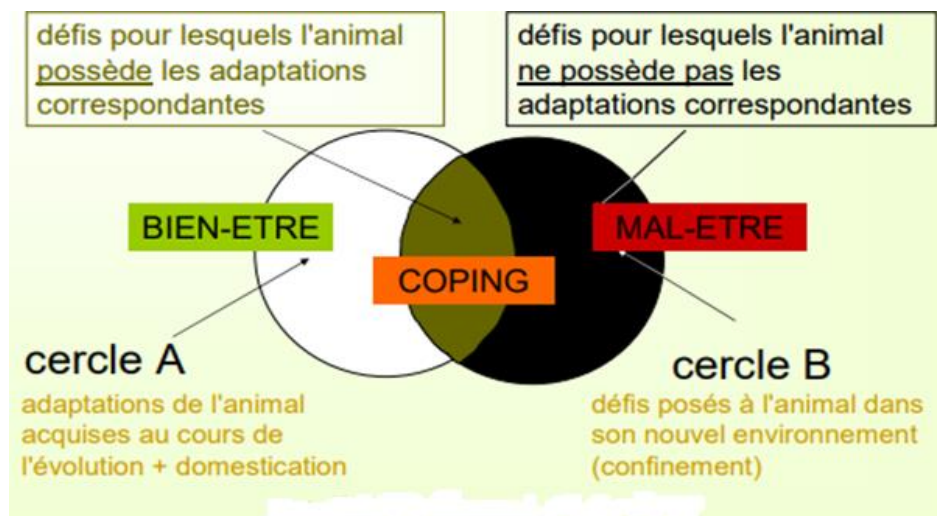 défis pour lesquels l'animal
possède les adaptations
correspondantes
défis pour lesquels l'animal
ne possède pas les
adaptations correspondantes
BIEN-ETRE
MAL-ETRE
COPING
cercle A
adaptations de l'animal
acquises au cours de
l'évolution + domestication
cercle B
défis posés à l'animal dans
son nouvel environnement
(confinement)